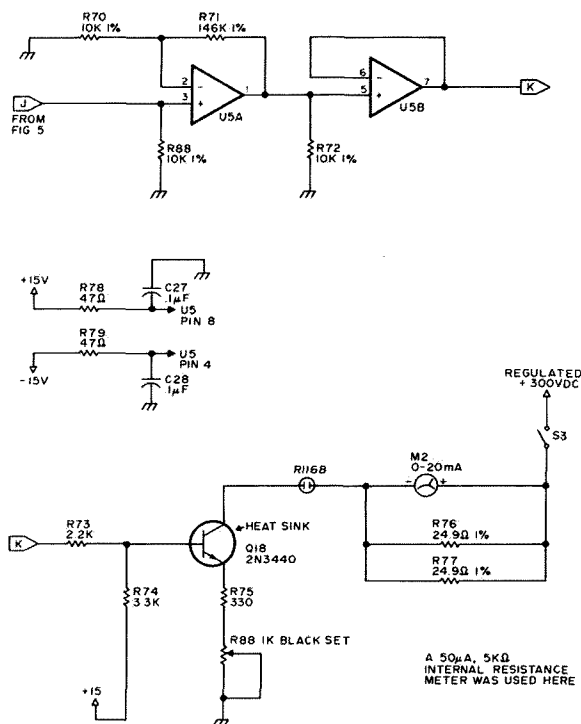 R70
10K 1%
R71
146K 1%
2
3
1
U5A
6
5
7
U5B
J
FROM
FIG 5
K
R88
10K 1%
R72
10K 1%
+15V
R78
47Ω
C27
.1μF
U5
PIN 8
R79
47Ω
U5
PIN 4
-15V
C28
.1μF
REGULATED
+300VDC
S3
M2
0-20mA
R1168
- +
HEAT SINK
K
R73
2.2K
Q18
2N3440
R76
24.9Ω 1%
R77
24.9Ω 1%
R74
3.3K
R75
330
R88 1K BLACK SET
+15
A 50μA, 5KΩ
INTERNAL RESISTANCE
METER WAS USED HERE